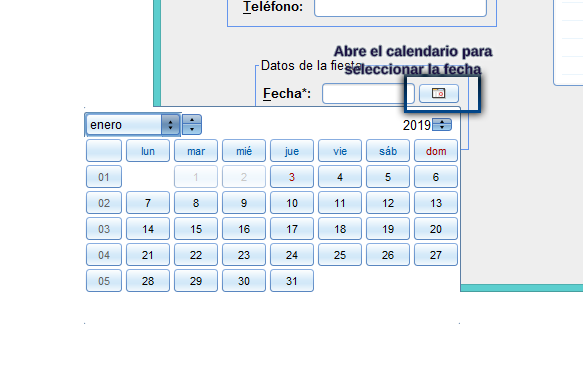 Teléfono:
Abre el calendario para
seleccionar la fecha
Datos de la fiesta
Fecha*:
enero 2019
lun mar mié jue vie sáb dom
01 1 2 3 4 5 6
02 7 8 9 10 11 12 13
03 14 15 16 17 18 19 20
04 21 22 23 24 25 26 27
05 28 29 30 31